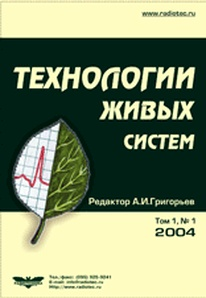 www.radiotec.ru
ТЕХНОЛОГИИ
ЖИВЫХ
СИСТЕМ
Редактор А.И.Григорьев
Том 1, № 1
2004